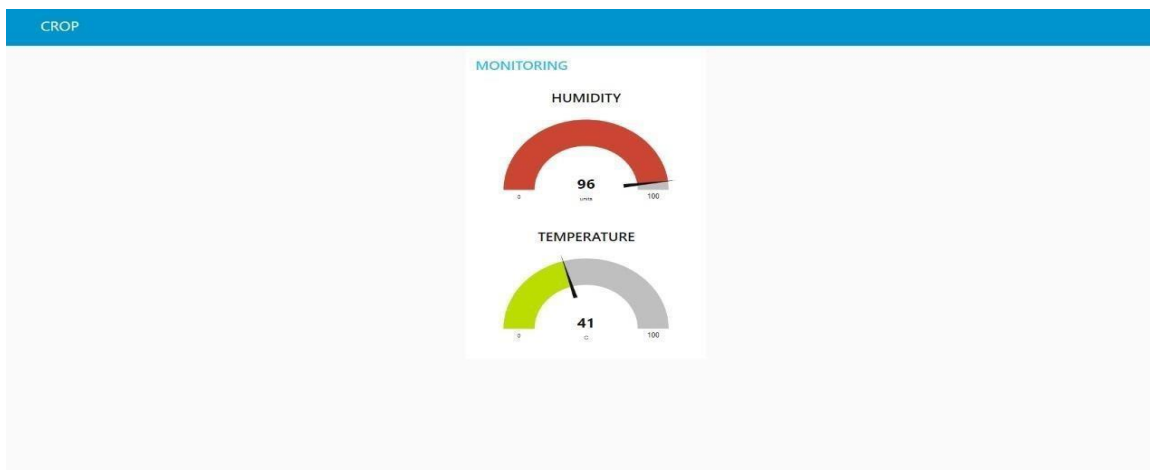 CROP
MONITORING
HUMIDITY
96
units
0
100
TEMPERATURE
41
C
0
100